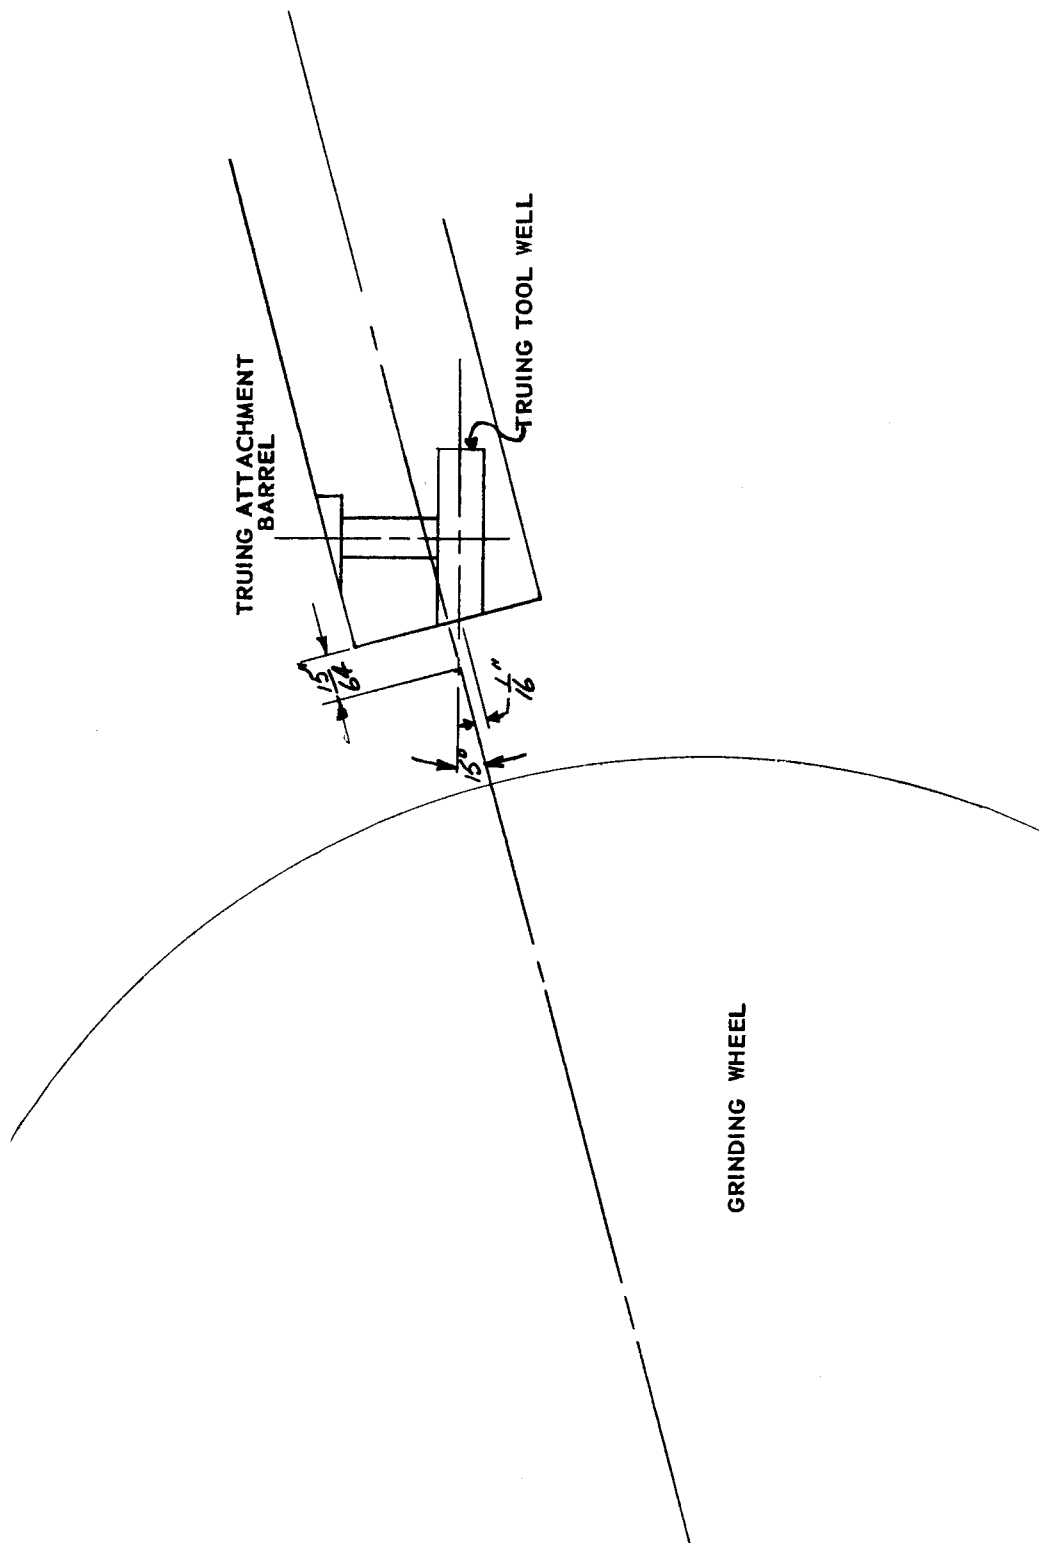 TRUING ATTACHMENT
BARREL
TRUING TOOL WELL
15
64
1"
16
15°
GRINDING WHEEL